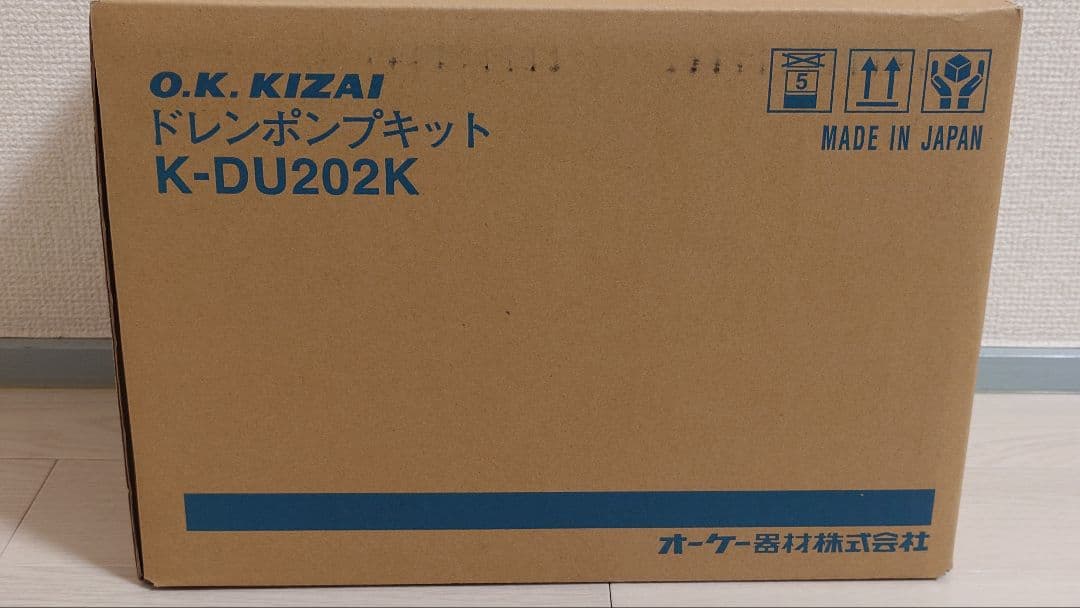 O.K. KIZAI
ドレンポンプキット
K-DU202K
5
MADE IN JAPAN
オーケー器材株式会社